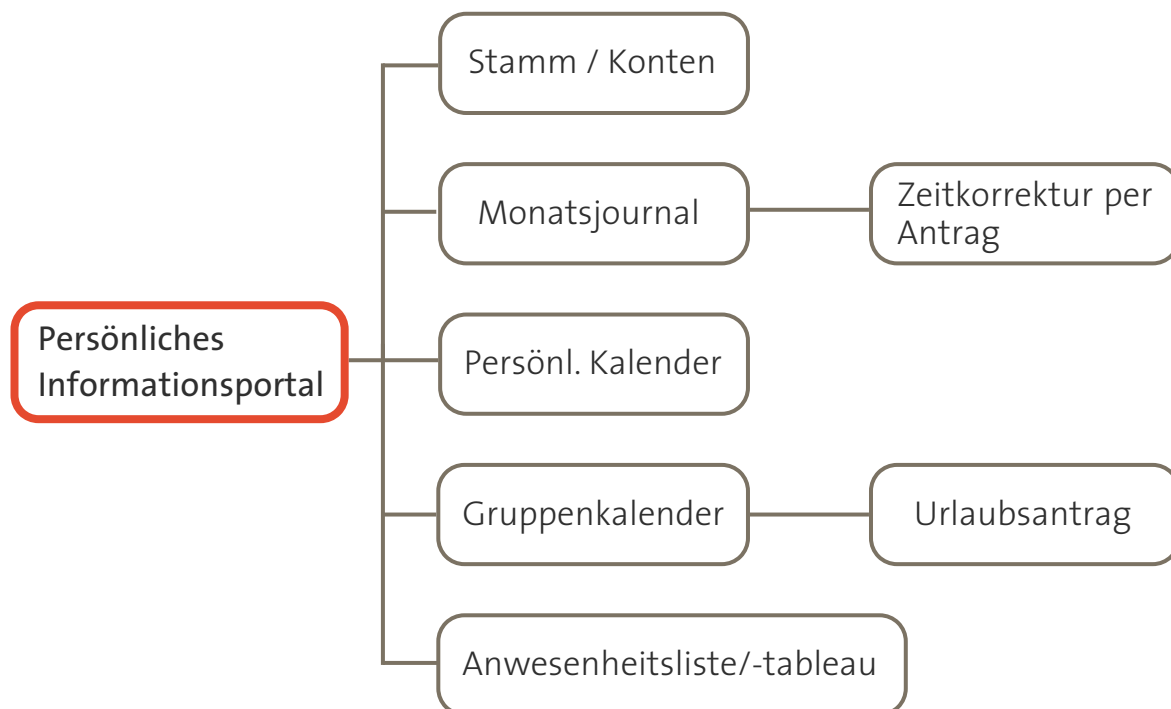 Stamm / Konten
Monatsjournal
Zeitkorrektur per
Antrag
Persönliches
Informationsportal
Persönl. Kalender
Gruppenkalender
Urlaubsantrag
Anwesenheitsliste/-tableau